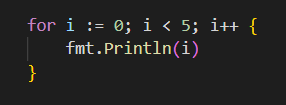 for i := 0; i < 5; i++ {
    fmt.Println(i)
}